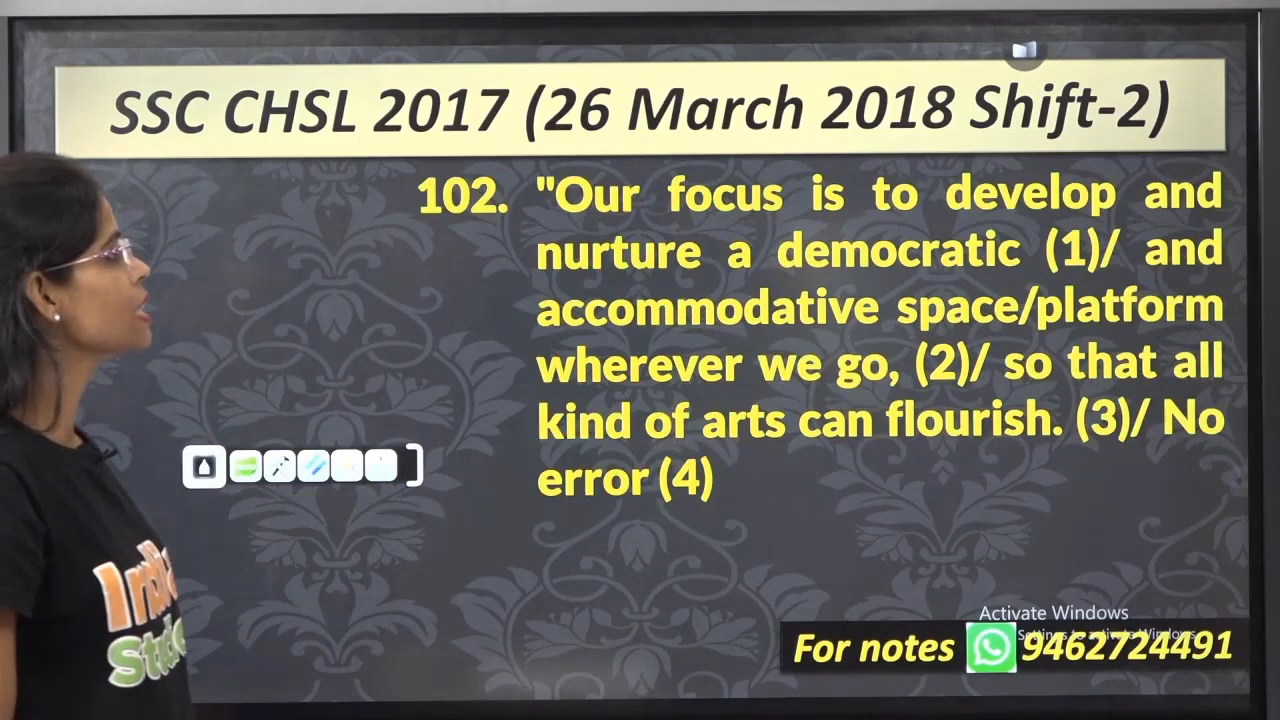 SSC CHSL 2017 (26 March 2018 Shift-2)
102. "Our focus is to develop and
nurture a democratic (1)/ and
accommodative space/platform
wherever we go, (2)/ so that all
kind of arts can flourish. (3)/ No
error (4)
Activate Windows
For notes 9462724491